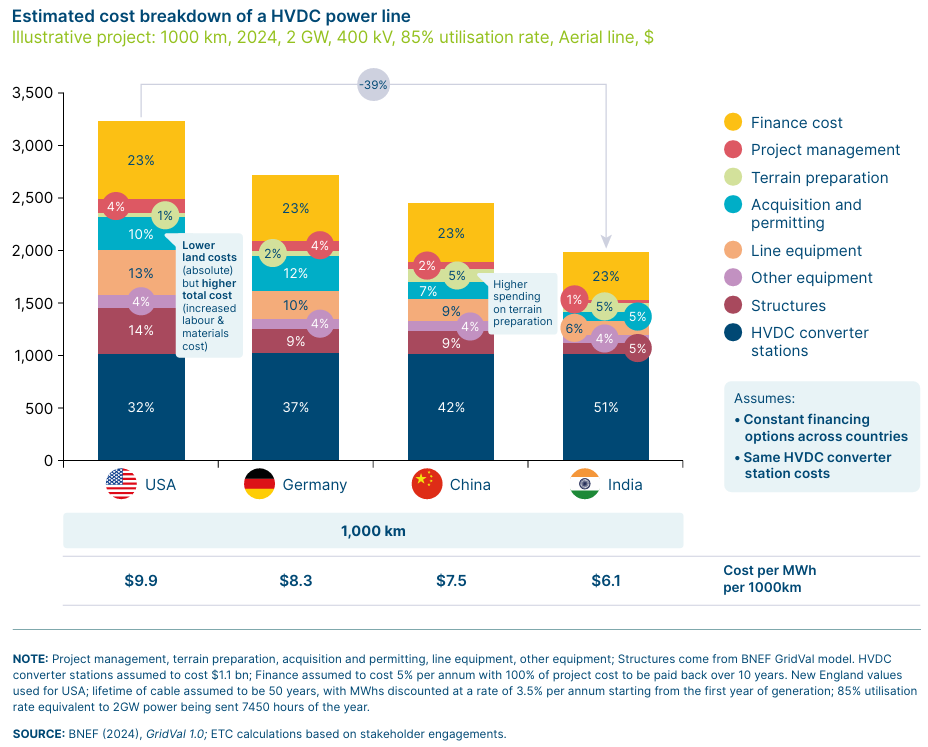 Estimated cost breakdown of a HVDC power line
Illustrative project: 1000 km, 2024, 2 GW, 400 kV, 85% utilisation rate, Aerial line, $
-39%
3,500
3,000
2,500
2,000
1,500
1,000
500
0
23%
4%
1%
10%
13%
4%
14%
32%
Lower
land costs
(absolute)
but higher
total cost
(increased
labour &
materials
cost)
23%
4%
2%
12%
10%
4%
9%
37%
23%
2%
5%
7%
9%
4%
9%
42%
Higher
spending
on terrain
preparation
23%
1%
5%
5%
6%
4%
5%
51%
Finance cost
Project management
Terrain preparation
Acquisition and
permitting
Line equipment
Other equipment
Structures
HVDC converter
stations
Assumes:
• Constant financing
options across countries
• Same HVDC converter
station costs
USA
Germany
China
India
1,000 km
$9.9
$8.3
$7.5
$6.1
Cost per MWh
per 1000km
NOTE: Project management, terrain preparation, acquisition and permitting, line equipment, other equipment; Structures come from BNEF GridVal model. HVDC
converter stations assumed to cost $1.1 bn; Finance assumed to cost 5% per annum with 100% of project cost to be paid back over 10 years. New England values
used for USA; lifetime of cable assumed to be 50 years, with MWhs discounted at a rate of 3.5% per annum starting from the first year of generation; 85% utilisation
rate equivalent to 2GW power being sent 7450 hours of the year.
SOURCE: BNEF (2024), GridVal 1.0; ETC calculations based on stakeholder engagements.